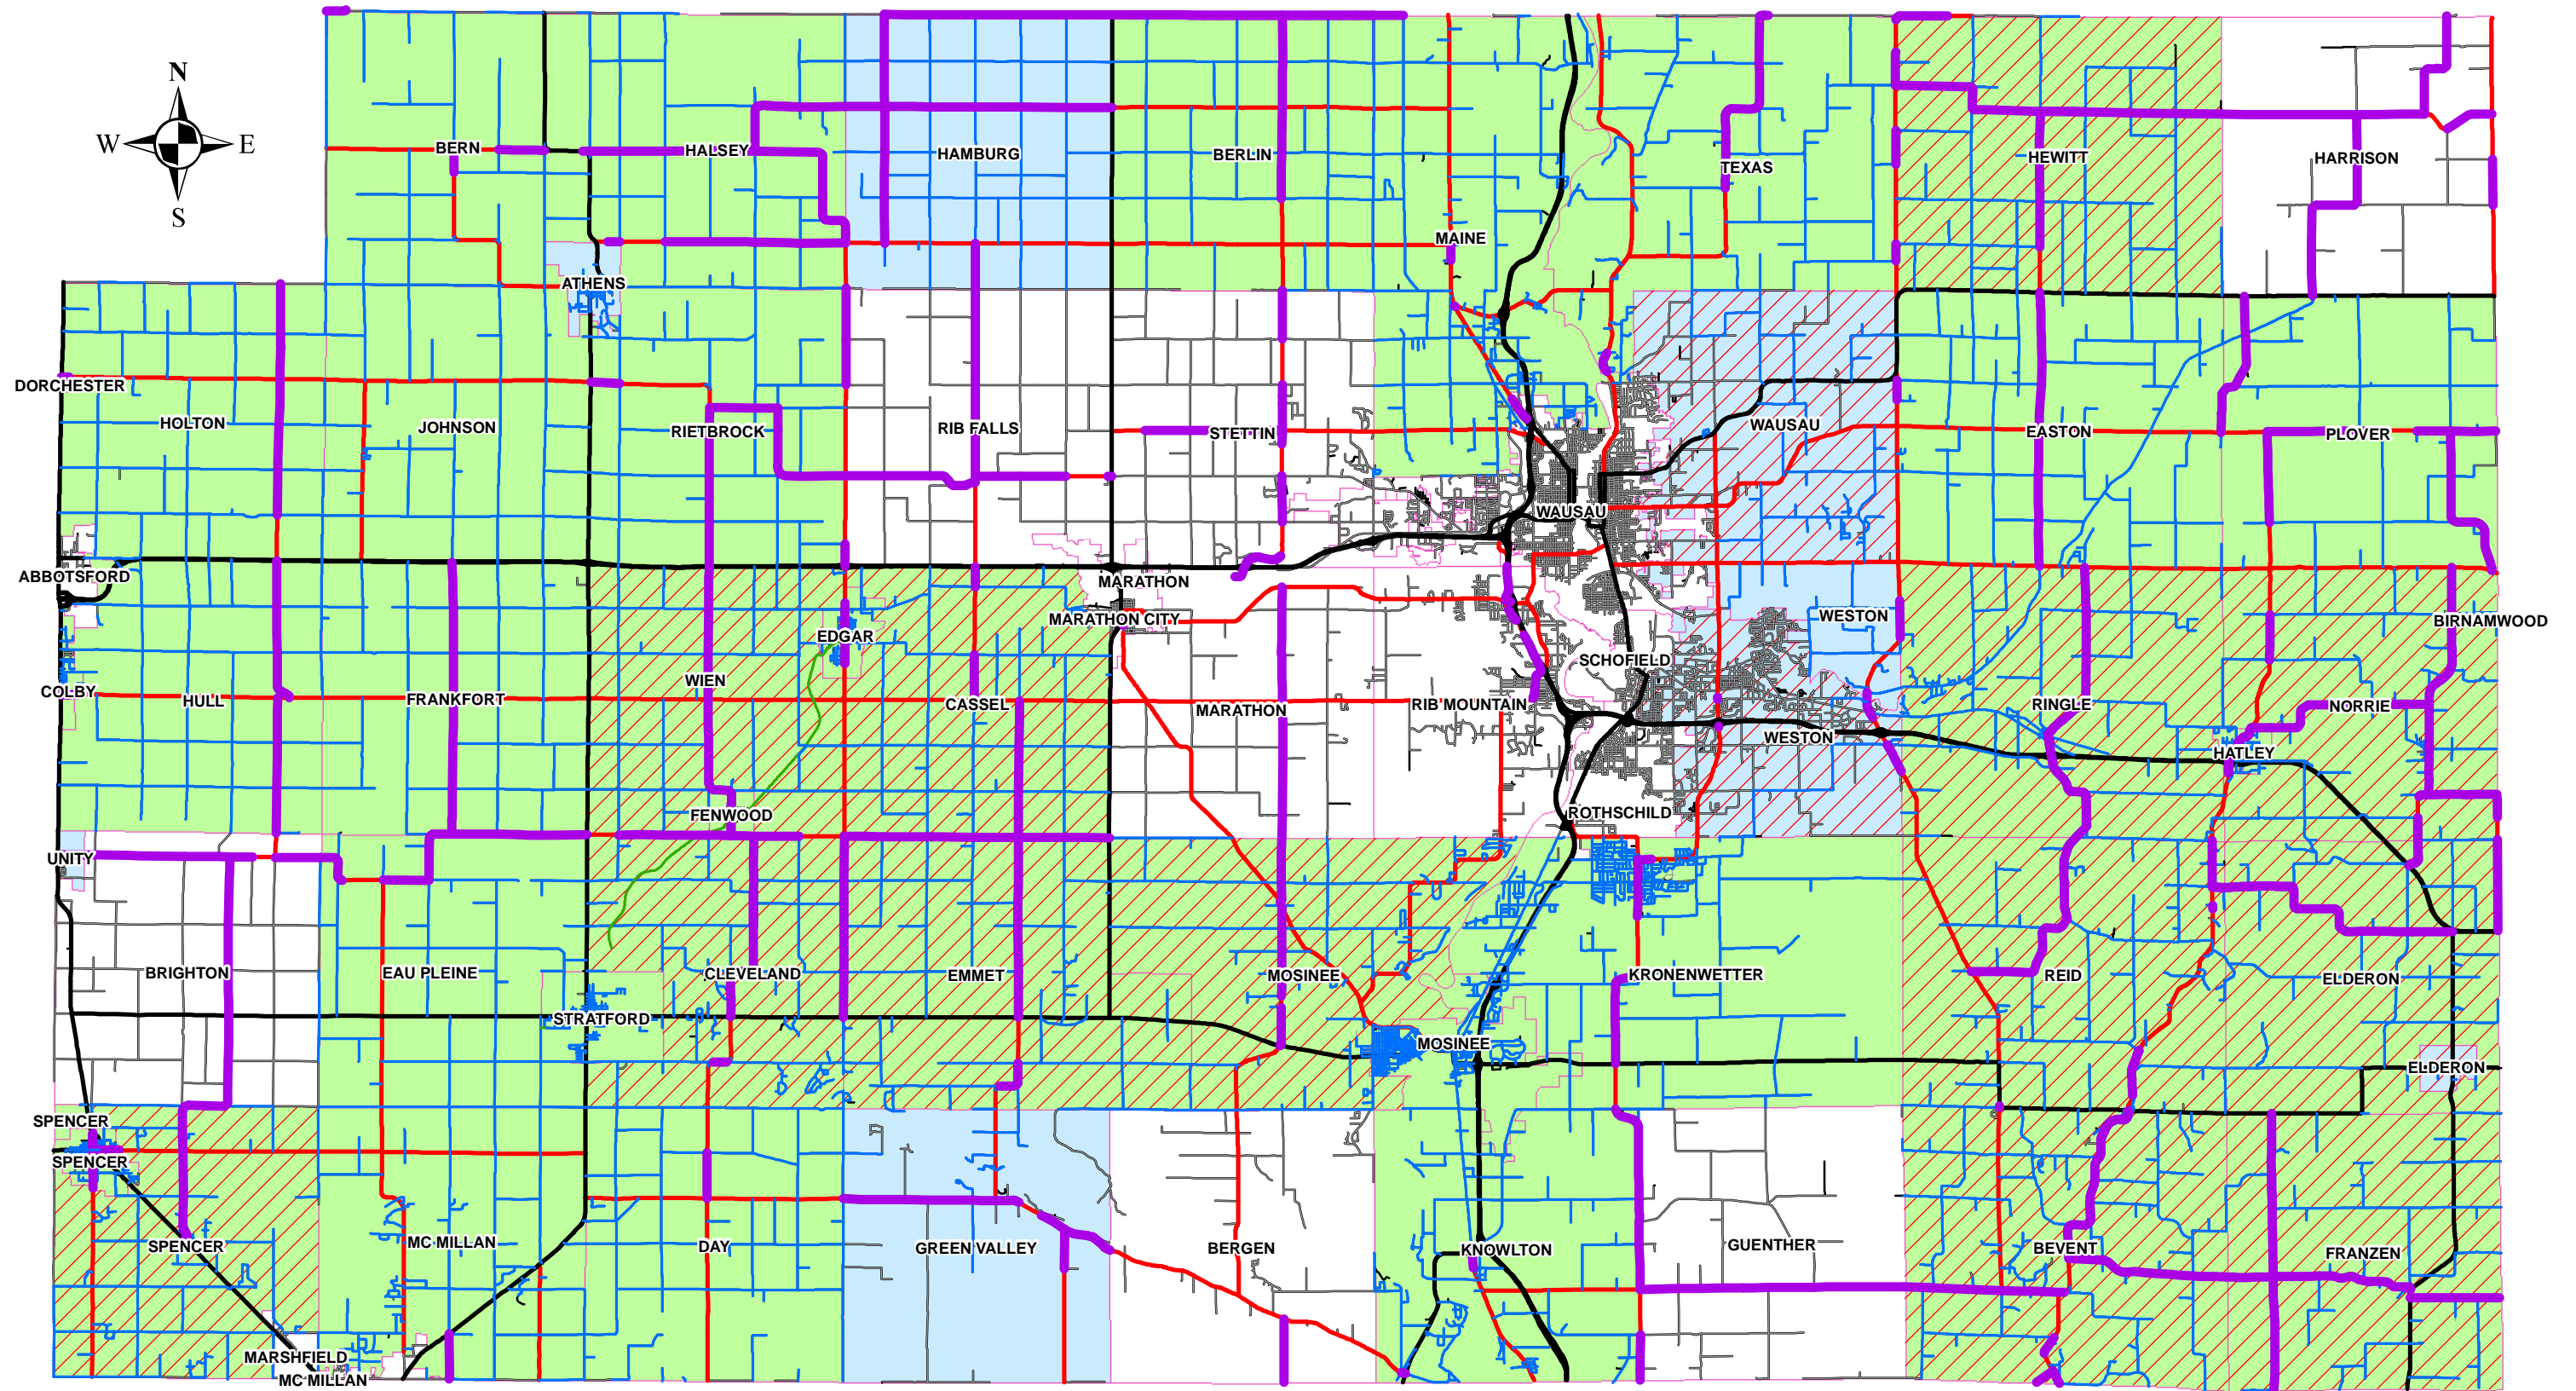 N
W
E
S
BERN
HALSEY
HAMBURG
BERLIN
TEXAS
HEWITT
HARRISON
MAINE
ATHENS
DORCHESTER
HOLTON
JOHNSON
RIETBROCK
RIB FALLS
STETTIN
WAUSAU
EASTON
PLOVER
WAUSAU
ABBOTSFORD
MARATHON
MARATHON CITY
EDGAR
WESTON
BIRNAMWOOD
SCHOFIELD
COLBY
HULL
FRANKFORT
WIEN
CASSEL
MARATHON
RIB MOUNTAIN
RINGLE
NORRIE
WESTON
HATLEY
FENWOOD
ROTHSCHILD
UNITY
BRIGHTON
EAU PLEINE
CLEVELAND
EMMET
MOSINEE
KRONENWETTER
REID
ELDERON
STRATFORD
MOSINEE
ELDERON
SPENCER
SPENCER
SPENCER
MC MILLAN
DAY
GREEN VALLEY
BERGEN
KNOWLTON
GUENTHER
BEVENT
FRANZEN
MARSHFIELD
MC MILLAN